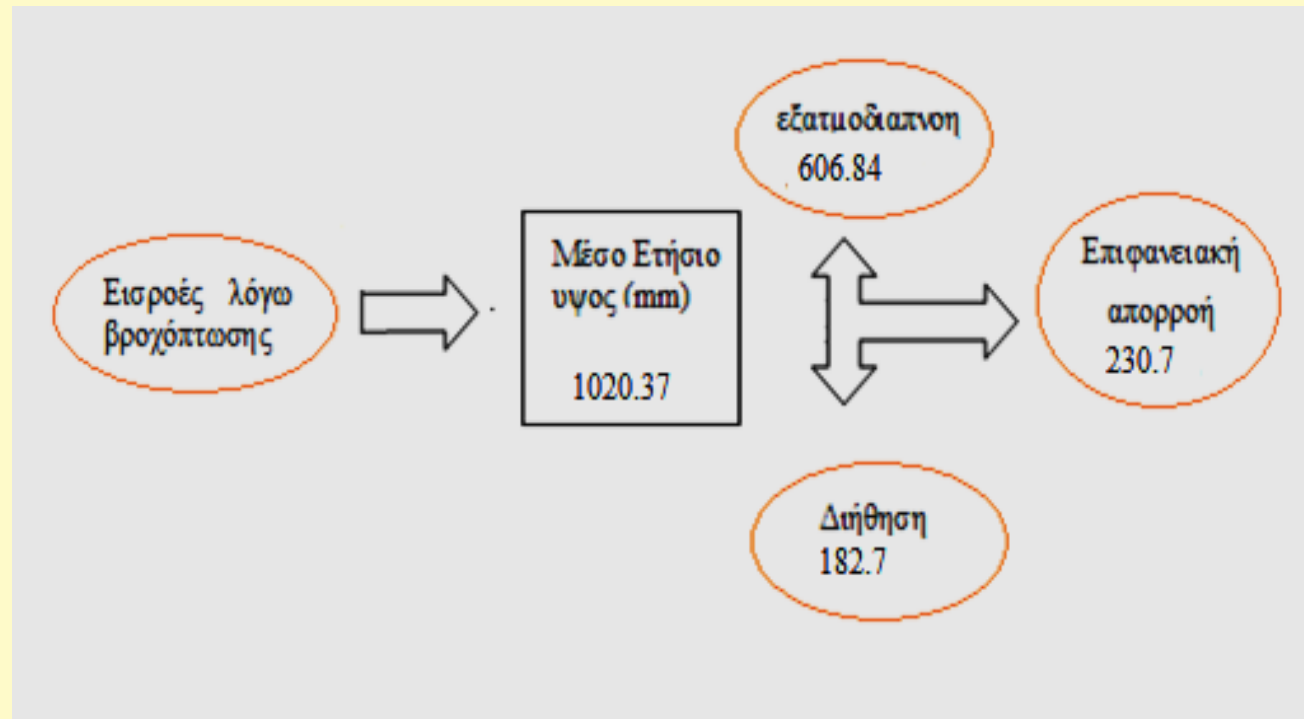 Εισροές λόγω
βροχόπτωσης
Μέσο Ετήσιο
υψος (mm)
1020.37
εξατμοδιαπνοη
606.84
Επιφανειακή
απορροή
230.7
Διήθηση
182.7